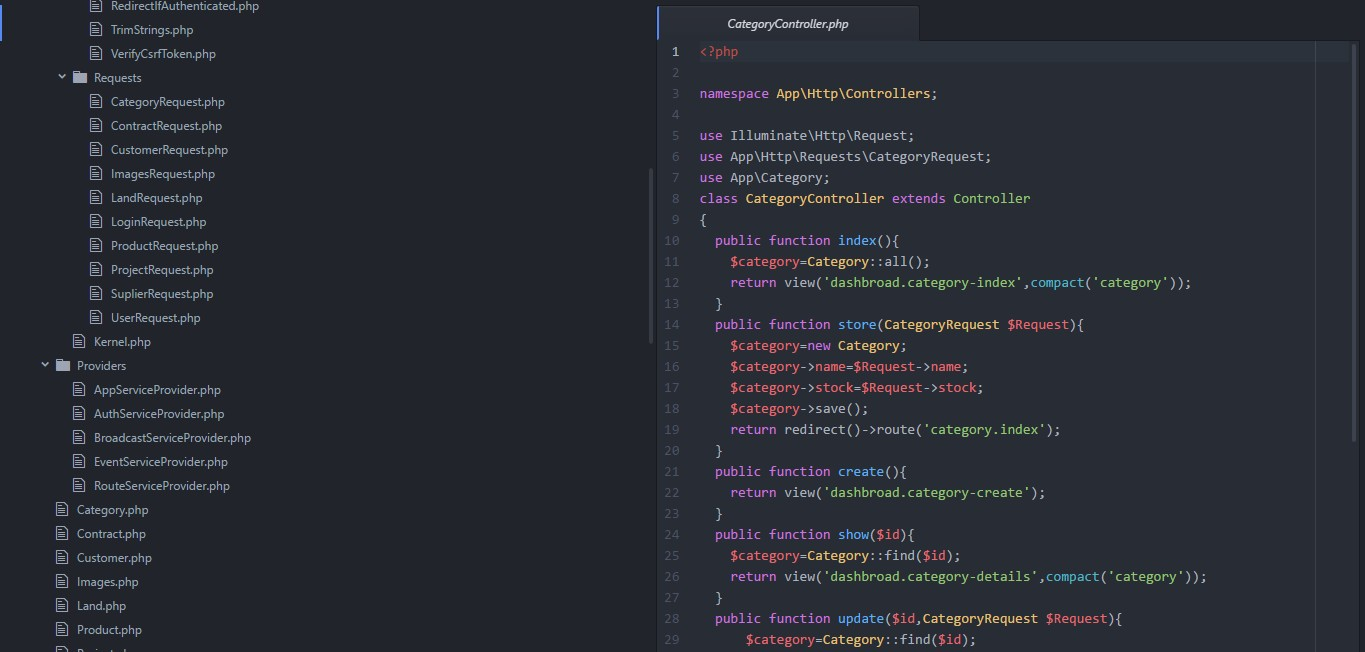 RedirectIfAuthenticated.php
TrimStrings.php
VerifyCsrfToken.php
Requests
CategoryRequest.php
ContractRequest.php
CustomerRequest.php
ImagesRequest.php
LandRequest.php
LoginRequest.php
ProductRequest.php
ProjectRequest.php
SuplierRequest.php
UserRequest.php
Kernel.php
Providers
AppServiceProvider.php
AuthServiceProvider.php
BroadcastServiceProvider.php
EventServiceProvider.php
RouteServiceProvider.php
Category.php
Contract.php
Customer.php
Images.php
Land.php
Product.php
CategoryController.php
1 <?php
2
3 namespace App\Http\Controllers;
4
5 use Illuminate\Http\Request;
6 use App\Http\Requests\CategoryRequest;
7 use App\Category;
8 class CategoryController extends Controller
9 {
10   public function index(){
11     $category=Category::all();
12     return view('dashbroad.category-index',compact('category'));
13   }
14   public function store(CategoryRequest $Request){
15     $category=new Category;
16     $category->name=$Request->name;
17     $category->stock=$Request->stock;
18     $category->save();
19     return redirect()->route('category.index');
20   }
21   public function create(){
22     return view('dashbroad.category-create');
23   }
24   public function show($id){
25     $category=Category::find($id);
26     return view('dashbroad.category-details',compact('category'));
27   }
28   public function update($id,CategoryRequest $Request){
29       $category=Category::find($id);